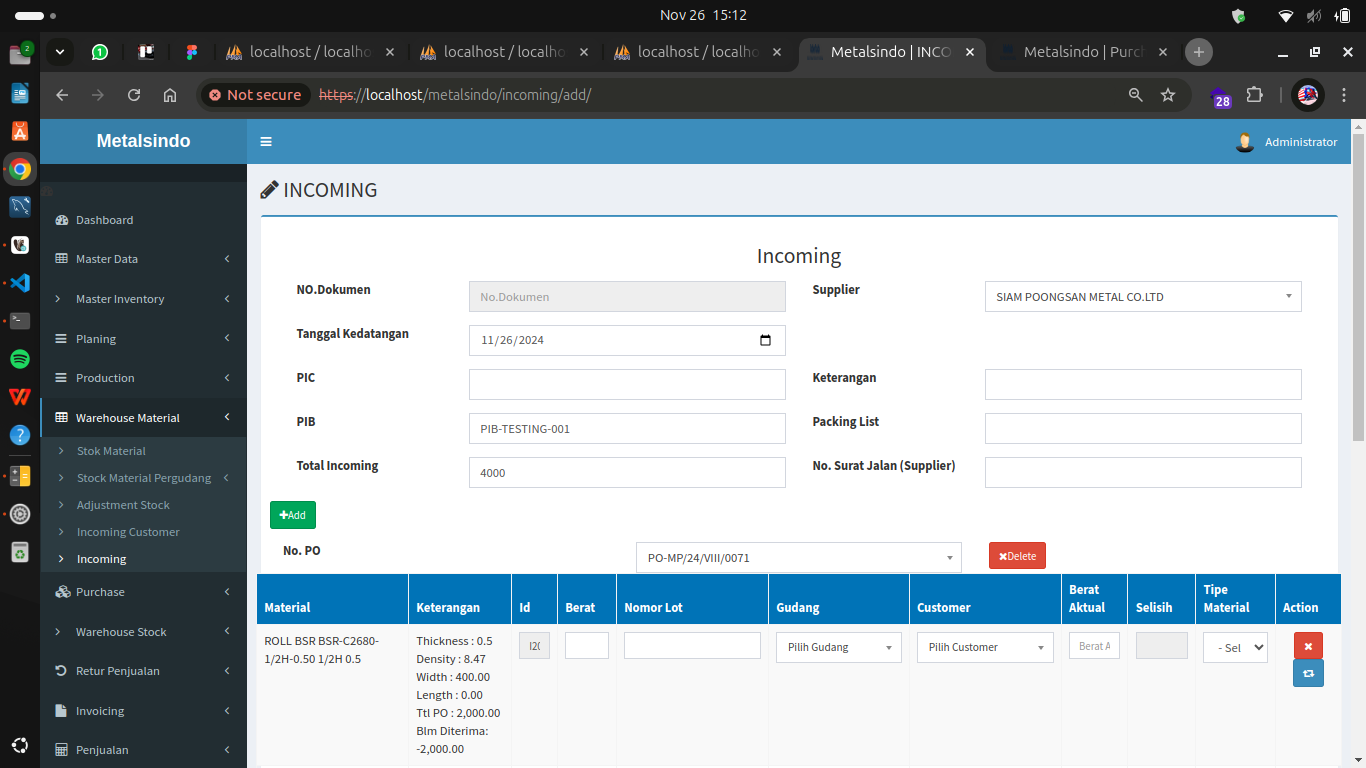 Nov 26 15:12
2
1
localhost / localho
localhost / localho
localhost / localho
Metalsindo | INCO
Metalsindo | Purch
Not secure
https://localhost/metalsindo/incoming/add/
28
Metalsindo
Administrator
INCOMING
Dashboard
Master Data
Master Inventory
Planing
Production
Warehouse Material
Stok Material
Stock Material Pergudang
Adjustment Stock
Incoming Customer
Incoming
Purchase
Warehouse Stock
Retur Penjualan
Invoicing
Penjualan
Incoming
NO.Dokumen
No.Dokumen
Supplier
SIAM POONGSAN METAL CO.LTD
Tanggal Kedatangan
11/26/2024
PIC
Keterangan
PIB
PIB-TESTING-001
Packing List
Total Incoming
4000
No. Surat Jalan (Supplier)
Add
No. PO
PO-MP/24/VIII/0071
Delete
Material
Keterangan
Id
Berat
Nomor Lot
Gudang
Customer
Berat
Aktual
Selisih
Tipe
Material
Action
ROLL BSR BSR-C2680-
1/2H-0.50 1/2H 0.5
Thickness : 0.5
Density : 8.47
Width : 400.00
Length : 0.00
Ttl PO : 2,000.00
Blm Diterima:
-2,000.00
Pilih Gudang
Pilih Customer
Berat A
- Sel